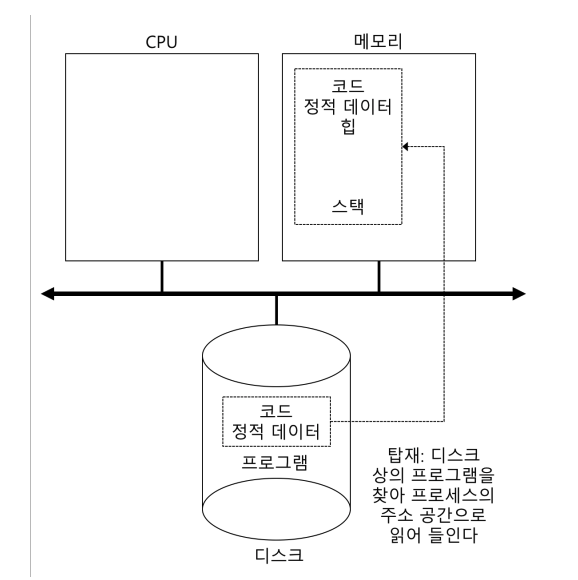 CPU
메모리
코드
정적 데이터
힙
스택
코드
정적 데이터
프로그램
탑재: 디스크
상의 프로그램을
찾아 프로세스의
주소 공간으로
읽어 들인다
디스크